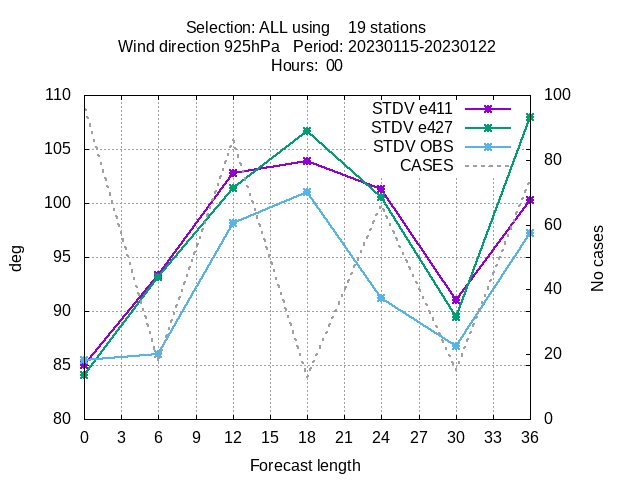 Selection: ALL using    19 stations
Wind direction 925hPa   Period: 20230115-20230122
Hours:  00
STDV e411
STDV e427
STDV OBS
CASES
110
105
100
95
90
85
80
100
80
60
40
20
0
deg
No cases
0 3 6 9 12 15 18 21 24 27 30 33 36
Forecast length